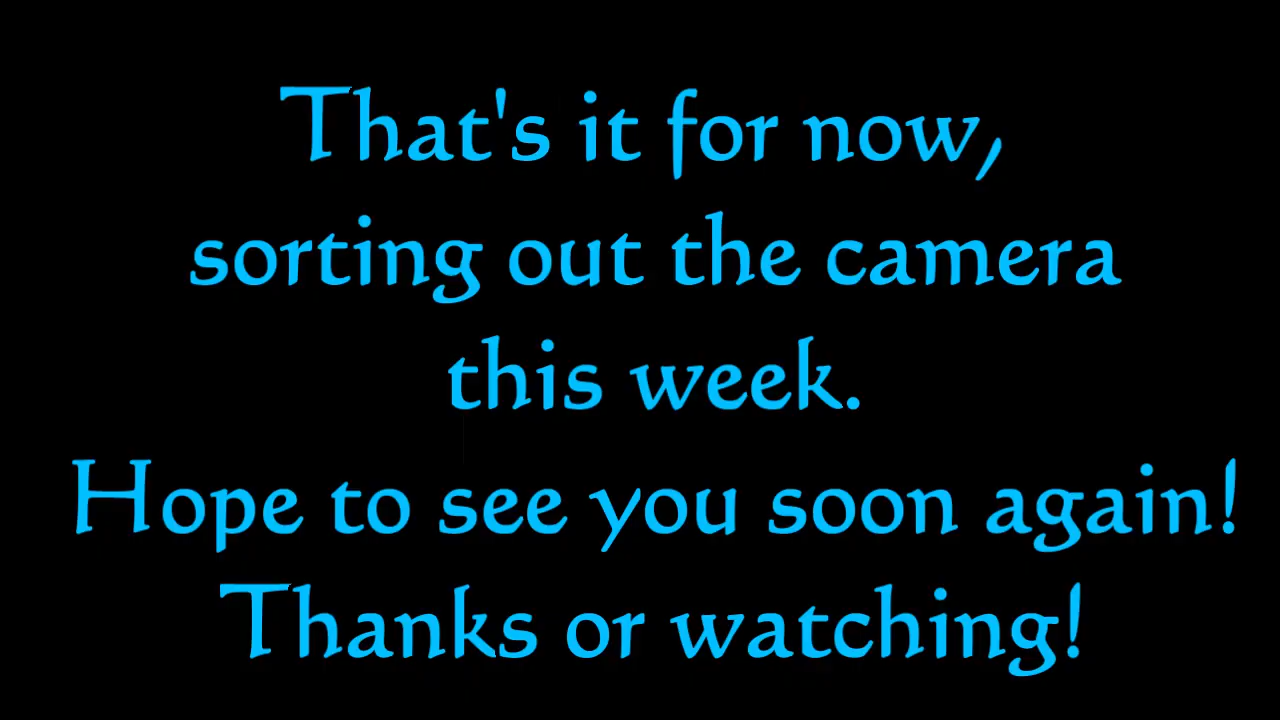 That's it for now,
sorting out the camera
this week.
Hope to see you soon again!
Thanks or watching!